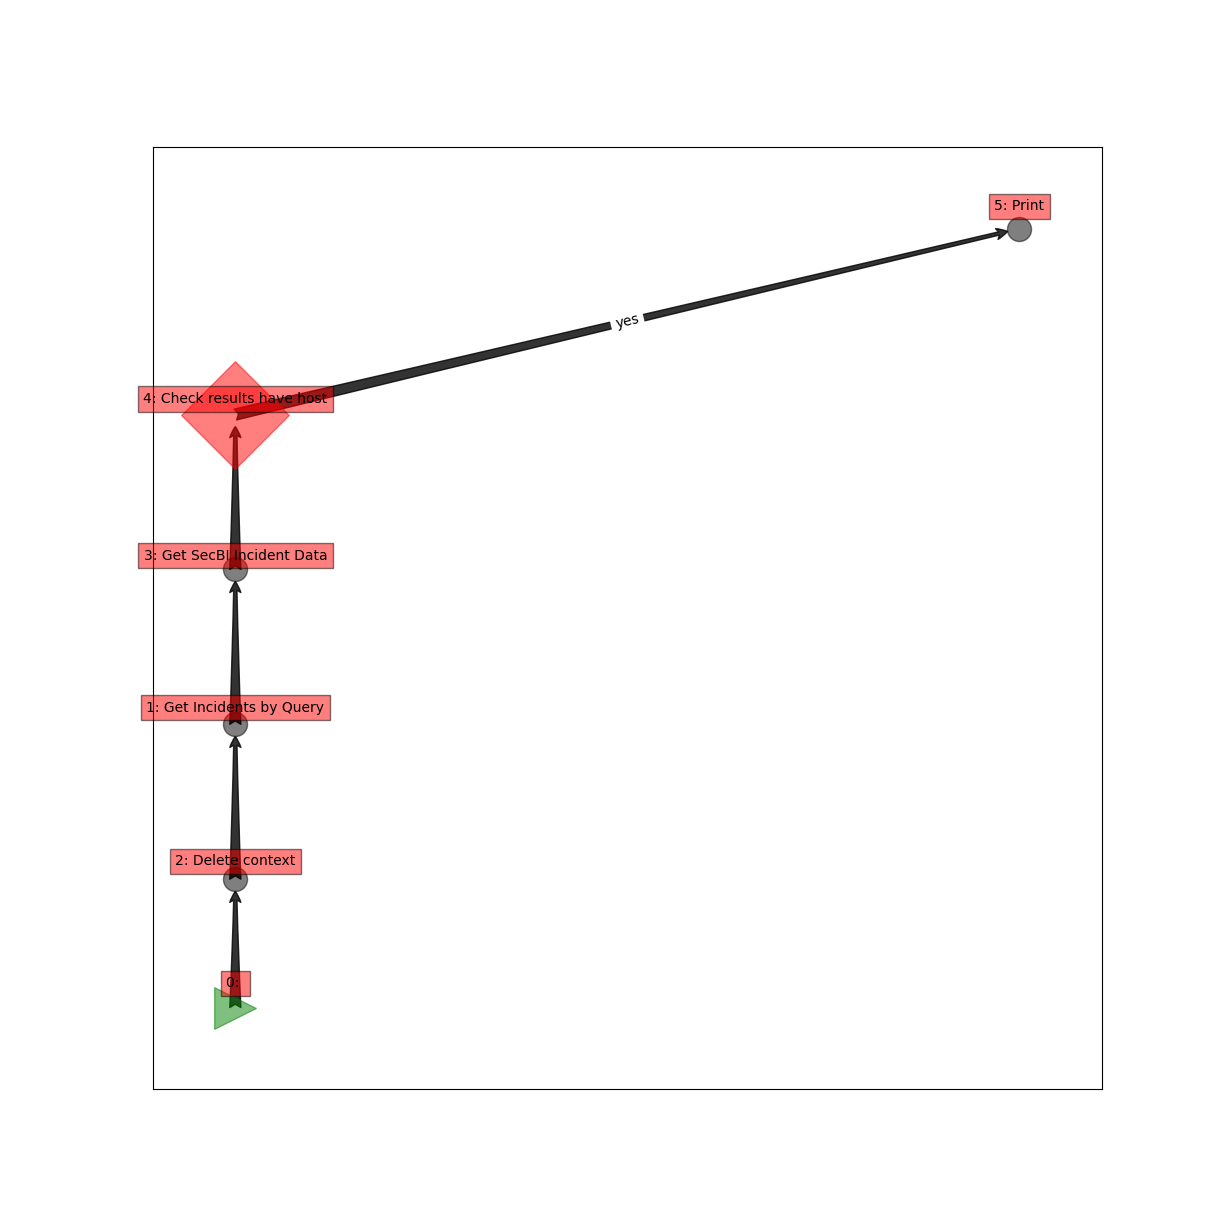 5: Print
yes
4: Check results have host
3: Get SecBI Incident Data
1: Get Incidents by Query
2: Delete context
0: